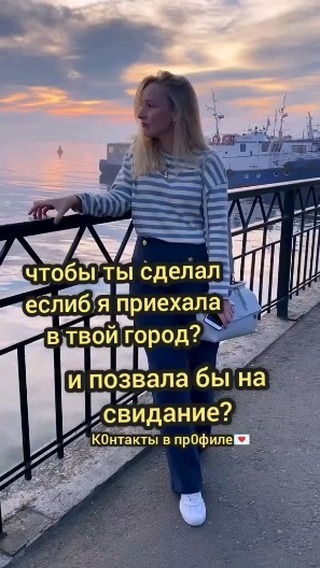 чтобы ты сделал
еслиб я приехала
в твой город?
и позвала бы на
свидание?
К0нтакты в пр0филе💌